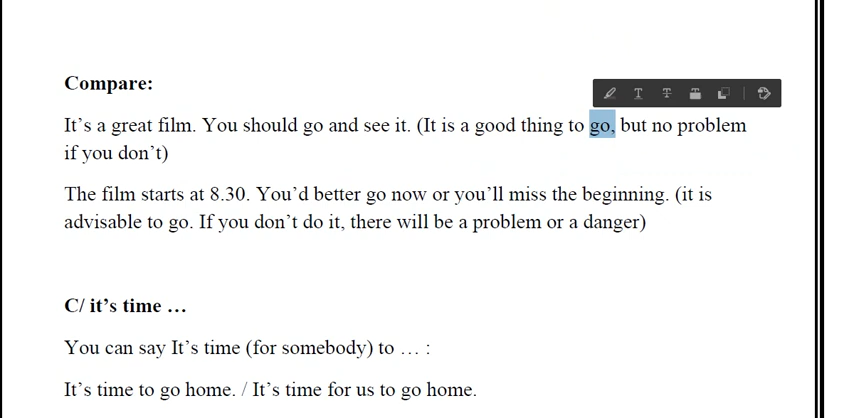 Compare:
It’s a great film. You should go and see it. (It is a good thing to go, but no problem
if you don’t)
The film starts at 8.30. You’d better go now or you’ll miss the beginning. (it is
advisable to go. If you don’t do it, there will be a problem or a danger)
C/ it’s time …
You can say It’s time (for somebody) to … :
It’s time to go home. / It’s time for us to go home.